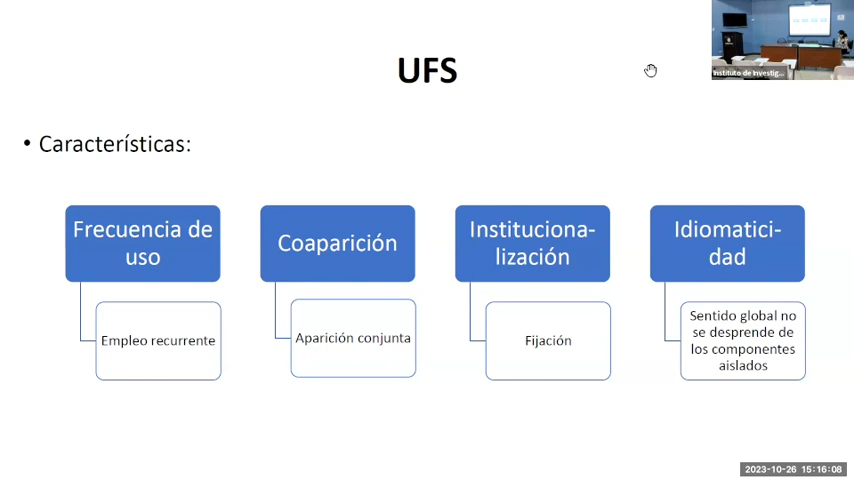 UFS
Instituto de Investig...
• Características:
Frecuencia de
uso
Coaparición
Instituciona-
lización
Idiomatici-
dad
Empleo recurrente
Aparición conjunta
Fijación
Sentido global no
se desprende de
los componentes
aislados
2023-10-26 15:16:08